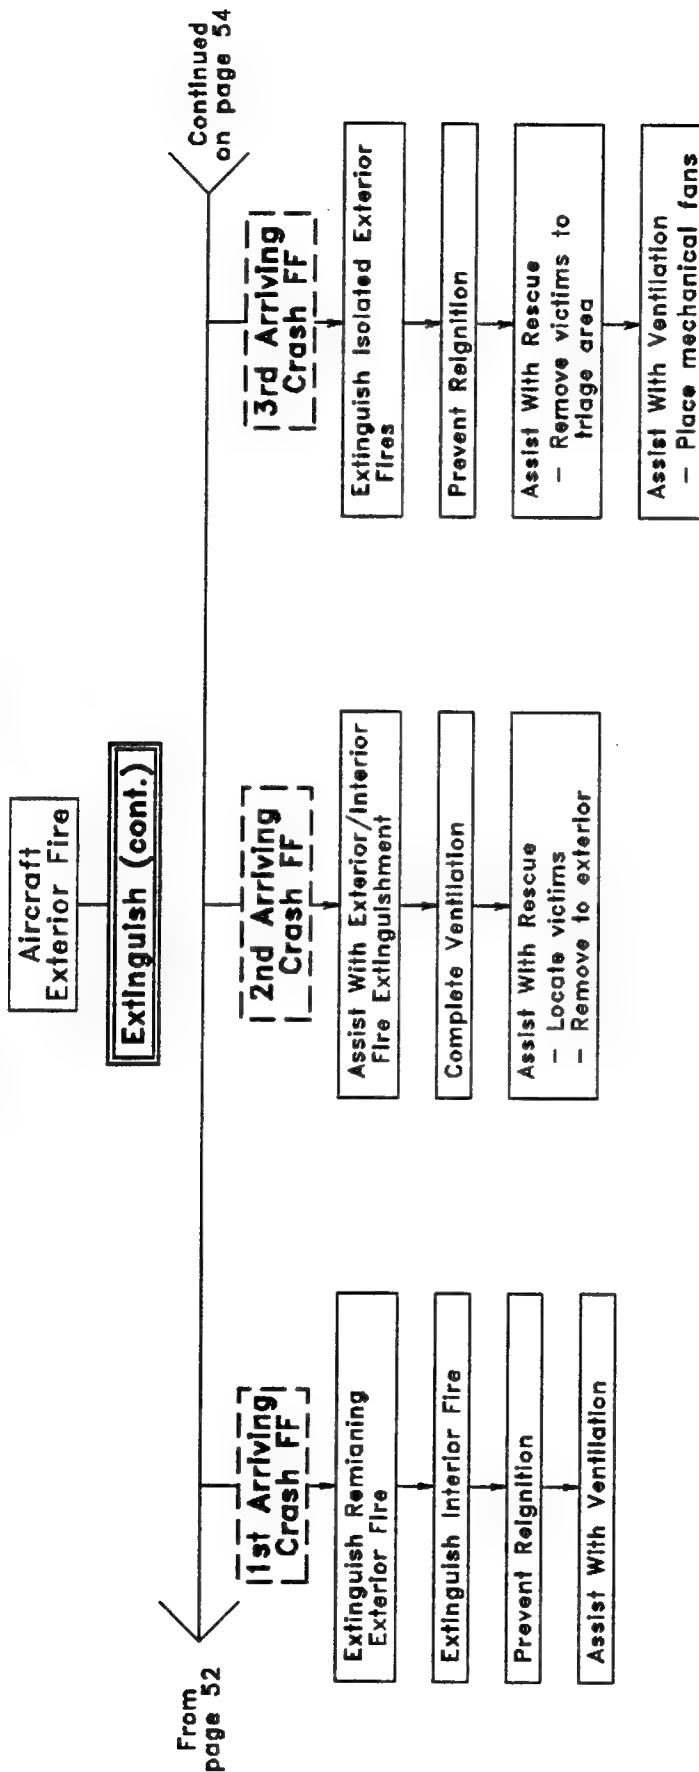 Aircraft
Exterior Fire
Extinguish (cont.)
From
page 52
Continued
on page 54
1st Arriving
Crash FF
Extinguish Remianing
Exterior Fire
Extinguish Interior Fire
Prevent Reignition
Assist With Ventilation
2nd Arriving
Crash FF
Assist With Exterior/Interior
Fire Extinguishment
Complete Ventilation
Assist With Rescue
- Locate victims
- Remove to exterior
3rd Arriving
Crash FF
Extinguish Isolated Exterior
Fires
Prevent Reignition
Assist With Rescue
- Remove victims to
triage area
Assist With Ventilation
- Place mechanical fans